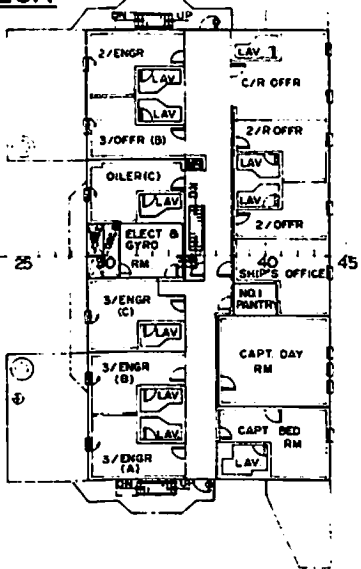 DN UP
2/ENGR
LAV 1
C/R OFFR
LAV
LAV
3/OFFR (B)
2/R OFFR
LAV
OILER(C)
LAV
LAV
2/OFFR
ELECT &
GYRO
RM
25 30 40 45
SHIP'S OFFICE
NO.1
PANTRY
3/ENGR
(C)
LAV
CAPT. DAY
RM
3/ENGR
(B)
LAV
LAV
CAPT BED
RM
3/ENGR
(A)
LAV
DN UP